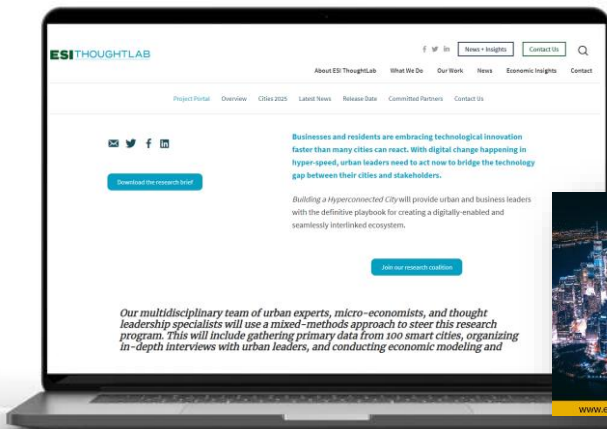 ESITHOUGHTLAB
News + Insights
Contact Us
About ESI ThoughtLab What We Do Our Work News Economic Insights Contact
Project Portal Overview Cities 2025 Latest News Release Date Committed Partners Contact Us
Download the research brief
Businesses and residents are embracing technological innovation
faster than many cities can react. With digital change happening in
hyper-speed, urban leaders need to act now to bridge the technology
gap between their cities and stakeholders.
Building a Hyperconnected City will provide urban and business leaders
with the definitive playbook for creating a digitally-enabled and
seamlessly interlinked ecosystem.
Join our research coalition
Our multidisciplinary team of urban experts, micro-economists, and thought
leadership specialists will use a mixed-methods approach to steer this research
program. This will include gathering primary data from 100 smart cities, organizing
in-depth interviews with urban leaders, and conducting economic modeling and
www.e